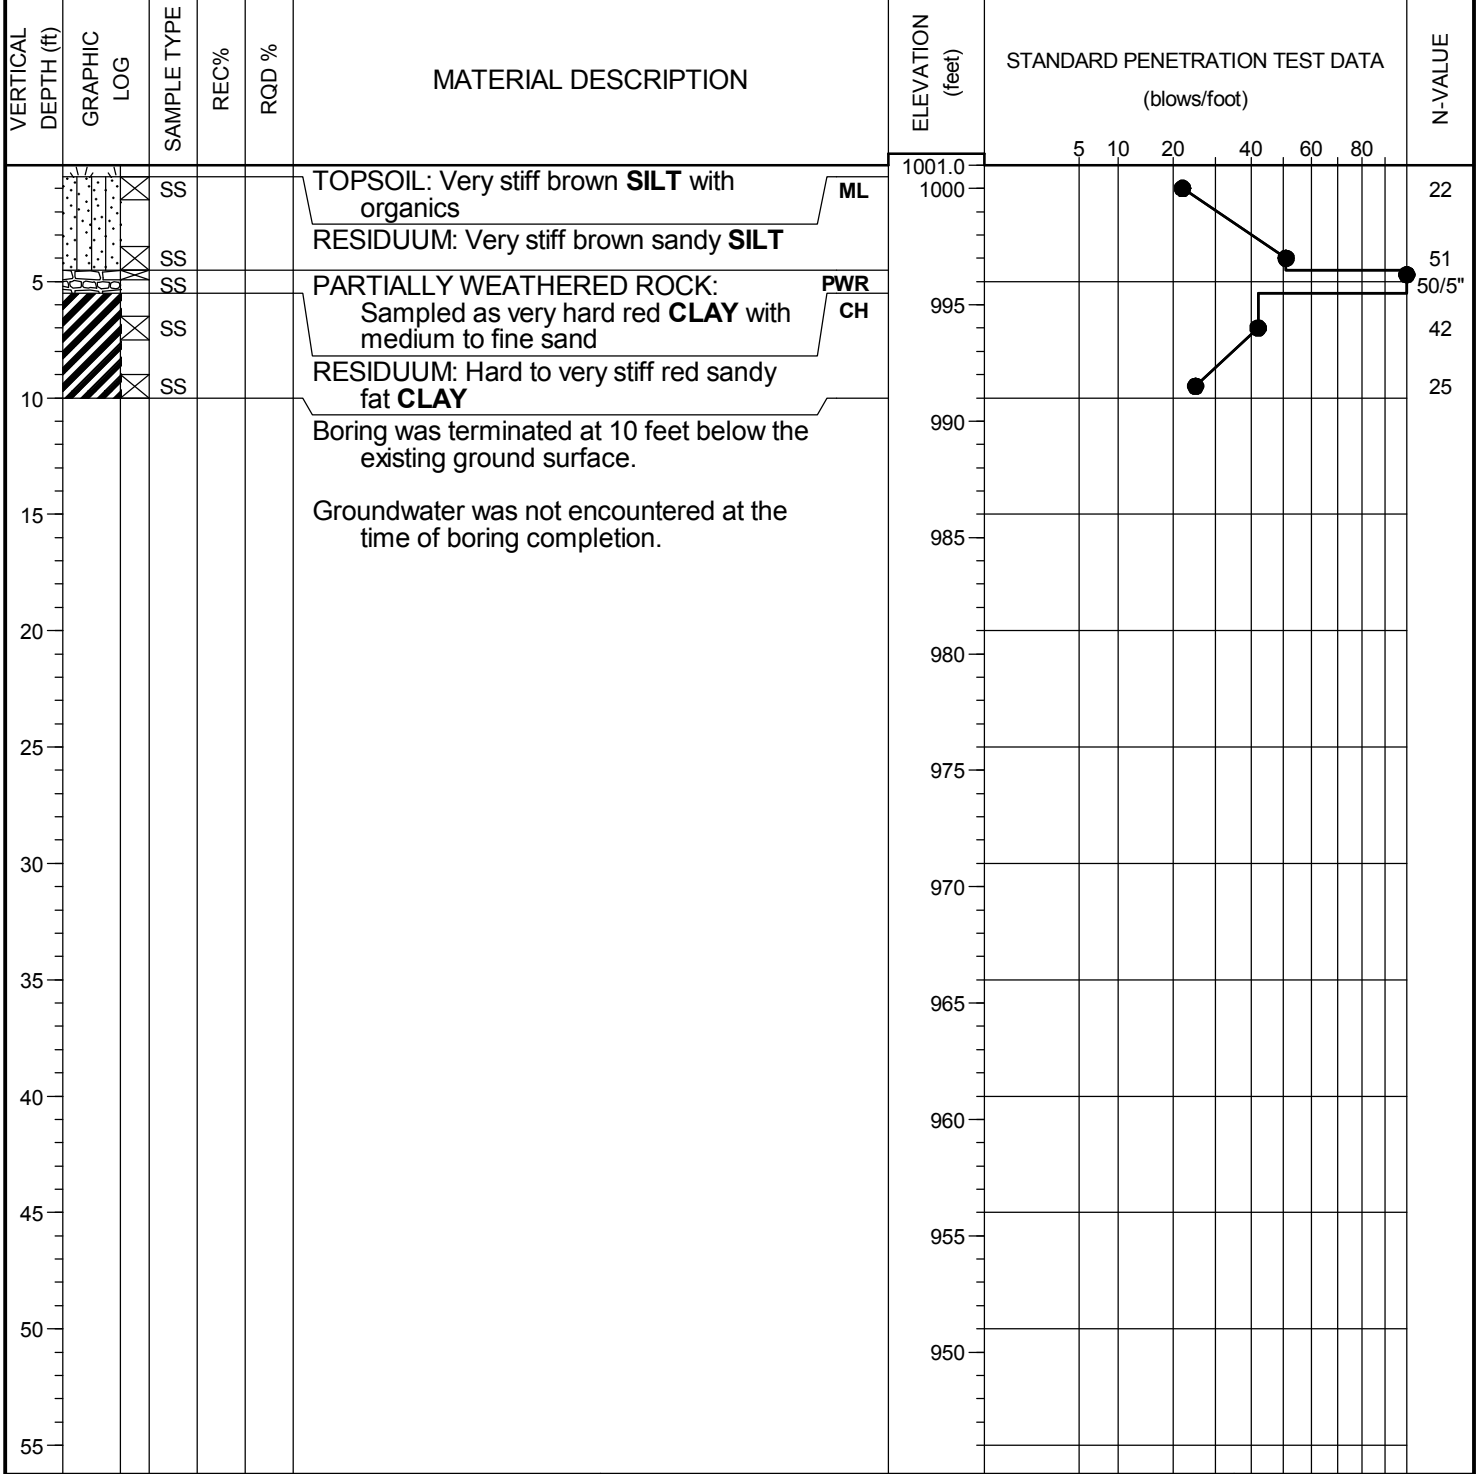 VERTICAL
DEPTH (ft)
GRAPHIC
LOG
SAMPLE TYPE
REC%
RQD %
MATERIAL DESCRIPTION
ELEVATION
(feet)
STANDARD PENETRATION TEST DATA
(blows/foot)
N-VALUE
5 10 20 40 60 80
1001.0
SS
TOPSOIL: Very stiff brown SILT with
organics
ML
1000
22
RESIDUUM: Very stiff brown sandy SILT
SS
51
5
SS
PARTIALLY WEATHERED ROCK:
PWR
50/5"
Sampled as very hard red CLAY with
medium to fine sand
CH
995
SS
42
RESIDUUM: Hard to very stiff red sandy
fat CLAY
SS
25
10
990
Boring was terminated at 10 feet below the
existing ground surface.
15
Groundwater was not encountered at the
time of boring completion.
985
20
980
25
975
30
970
35
965
40
960
45
955
50
950
55